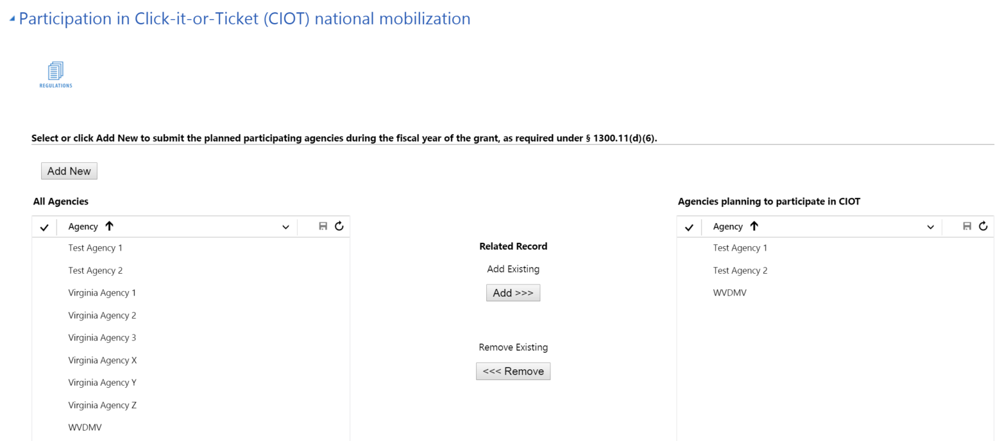 Participation in Click-it-or-Ticket (CIOT) national mobilization
REGULATIONS
Select or click Add New to submit the planned participating agencies during the fiscal year of the grant, as required under § 1300.11(d)(6).
Add New
All Agencies
Agency
Test Agency 1
Test Agency 2
Virginia Agency 1
Virginia Agency 2
Virginia Agency 3
Virginia Agency X
Virginia Agency Y
Virginia Agency Z
WVDMV
Related Record
Add Existing
Add >>>
Remove Existing
<<< Remove
Agencies planning to participate in CIOT
Agency
Test Agency 1
Test Agency 2
WVDMV